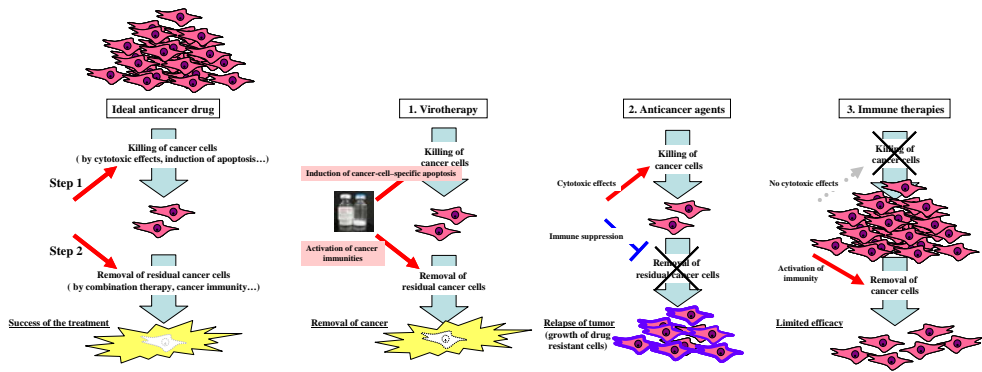 Ideal anticancer drug
Killing of cancer cells
( by cytotoxic effects, induction of apoptosis…)
Step 1
Step 2
Removal of residual cancer cells
( by combination therapy, cancer immunity…)
Success of the treatment
1. Virotherapy
Killing of
cancer cells
Induction of cancer-cell–specific apoptosis
Activation of cancer
immunities
Removal of
residual cancer cells
Removal of cancer
2. Anticancer agents
Killing of
cancer cells
Cytotoxic effects
Immune suppression
Removal of
residual cancer cells
Relapse of tumor
(growth of drug
resistant cells)
3. Immune therapies
Killing of
cancer cells
No cytotoxic effects
Activation of
immunity
Removal of
cancer cells
Limited efficacy